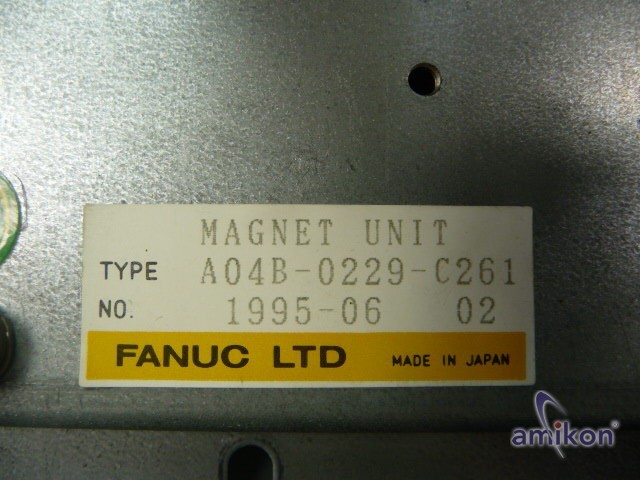 MAGNET UNIT
TYPE A04B-0229-C261
NO. 1995-06 02
FANUC LTD MADE IN JAPAN
amikon